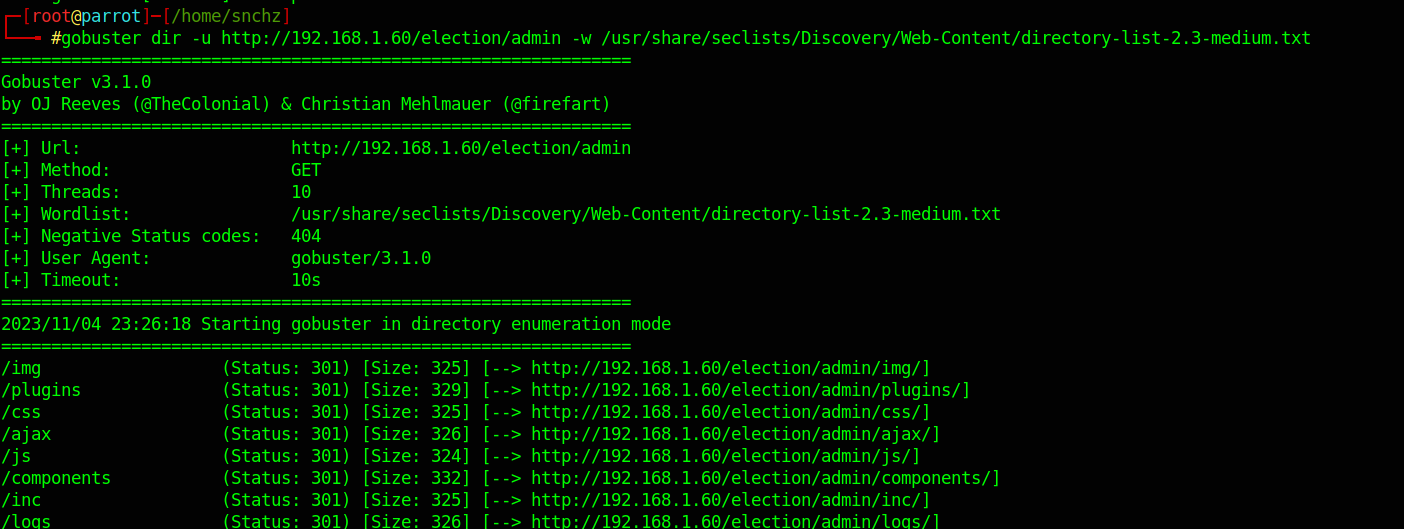 [root@parrot]─[/home/snchz]
#gobuster dir -u http://192.168.1.60/election/admin -w /usr/share/seclists/Discovery/Web-Content/directory-list-2.3-medium.txt
===============================================================
Gobuster v3.1.0
by OJ Reeves (@TheColonial) & Christian Mehlmauer (@firefart)
===============================================================
[+] Url:                     http://192.168.1.60/election/admin
[+] Method:                  GET
[+] Threads:                 10
[+] Wordlist:                /usr/share/seclists/Discovery/Web-Content/directory-list-2.3-medium.txt
[+] Negative Status codes:   404
[+] User Agent:              gobuster/3.1.0
[+] Timeout:                 10s
===============================================================
2023/11/04 23:26:18 Starting gobuster in directory enumeration mode
===============================================================
/img                  (Status: 301) [Size: 325] [--> http://192.168.1.60/election/admin/img/]
/plugins              (Status: 301) [Size: 329] [--> http://192.168.1.60/election/admin/plugins/]
/css                  (Status: 301) [Size: 325] [--> http://192.168.1.60/election/admin/css/]
/ajax                 (Status: 301) [Size: 326] [--> http://192.168.1.60/election/admin/ajax/]
/js                   (Status: 301) [Size: 324] [--> http://192.168.1.60/election/admin/js/]
/components           (Status: 301) [Size: 332] [--> http://192.168.1.60/election/admin/components/]
/inc                  (Status: 301) [Size: 325] [--> http://192.168.1.60/election/admin/inc/]
/logs                 (Status: 301) [Size: 326] [--> http://192.168.1.60/election/admin/logs/]